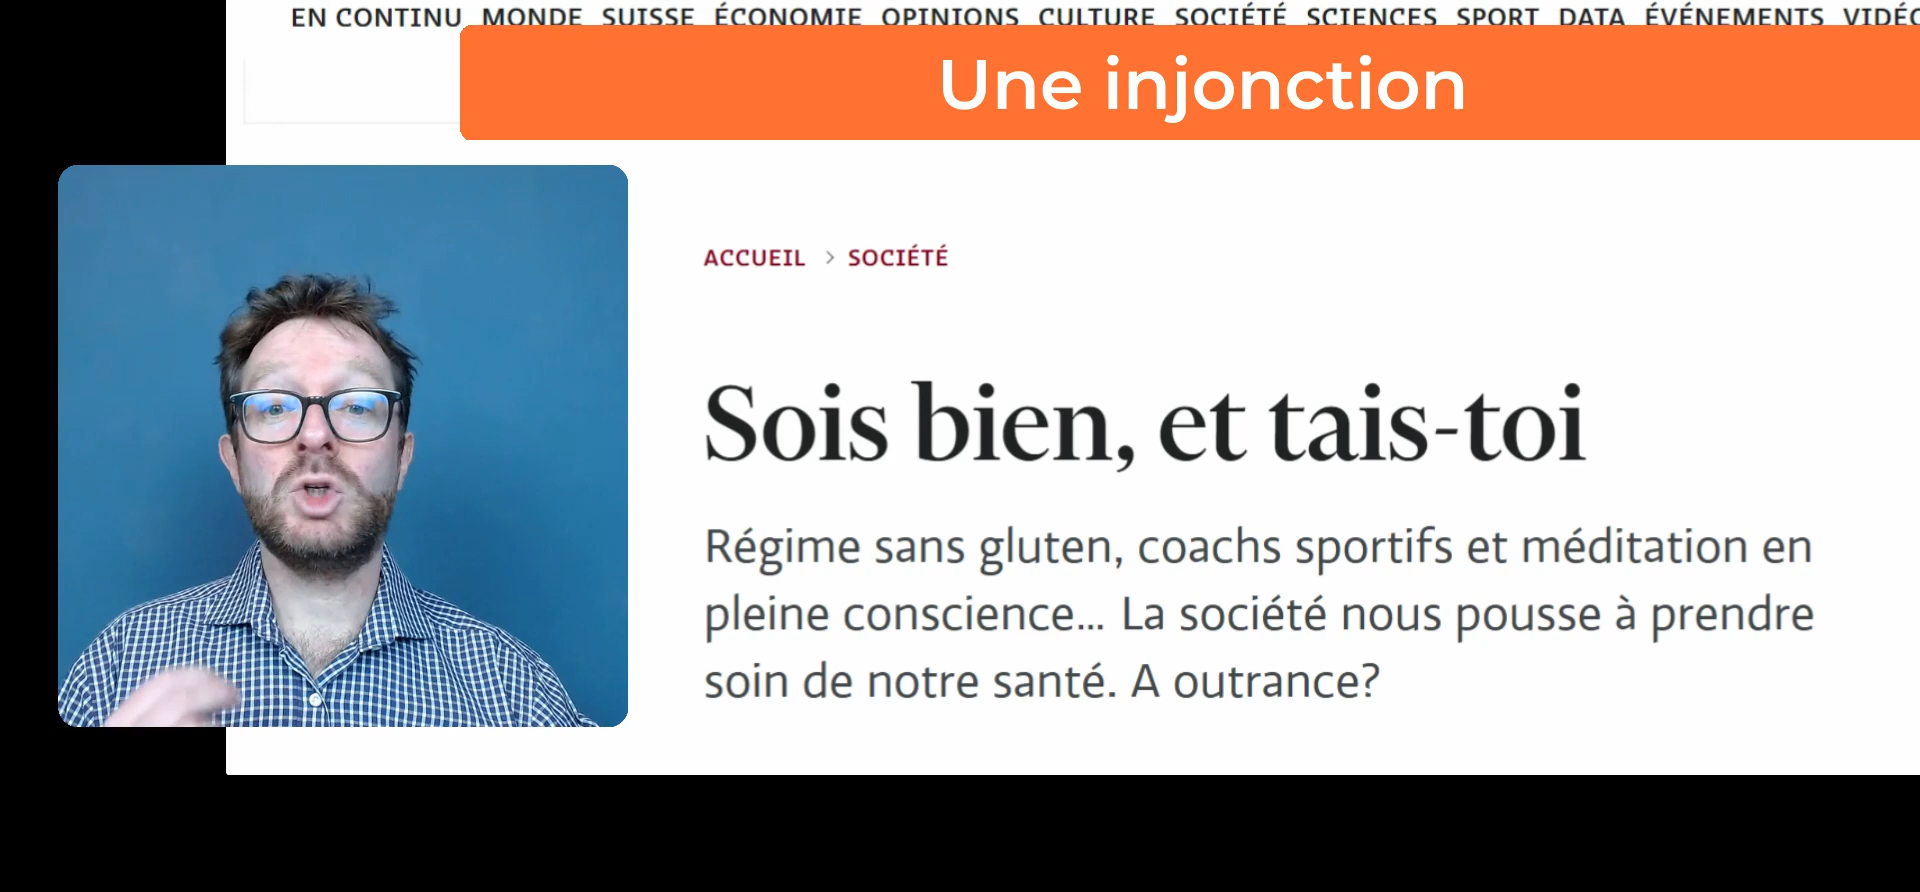 EN CONTINU MONDE SUISSE ÉCONOMIE OPINIONS CULTURE SOCIÉTÉ SCIENCES SPORT DATA ÉVÉNEMENTS
Une injonction
ACCUEIL > SOCIÉTÉ
Sois bien, et tais-toi
Régime sans gluten, coachs sportifs et méditation en
pleine conscience... La société nous pousse à prendre
soin de notre santé. A outrance?